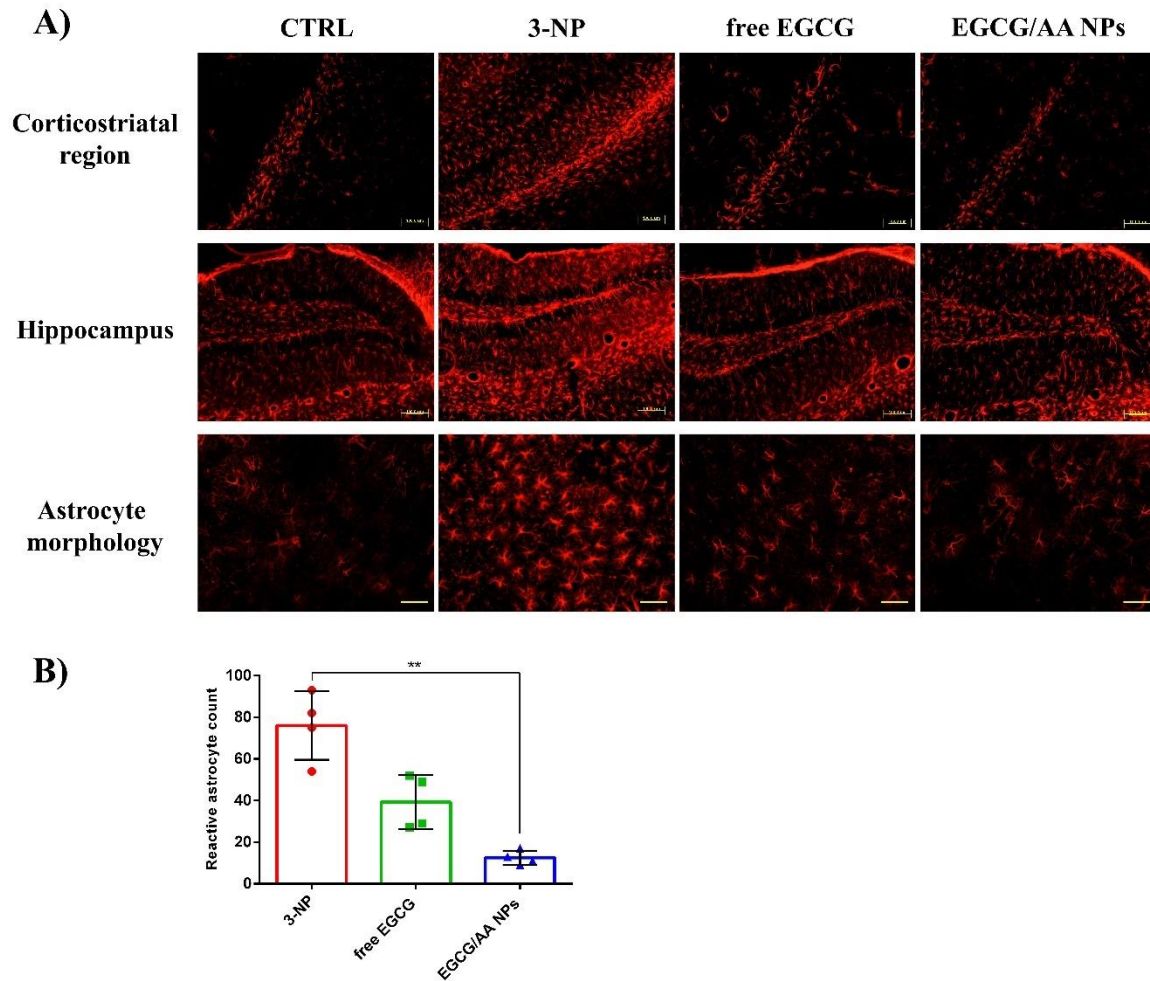 A)
CTRL
3-NP
free EGCG
EGCG/AA NPs
Corticostriatal
region
Hippocampus
Astrocyte
morphology
B)
**
Reactive astrocyte count
100
80
60
40
20
0
3-NP
free EGCG
EGCG/AA NPs